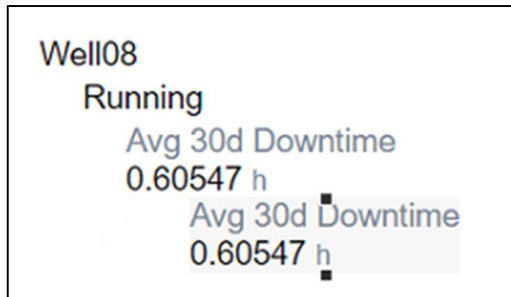 Well08
Running
Avg 30d Downtime
0.60547 h
Avg 30d Downtime
0.60547 h